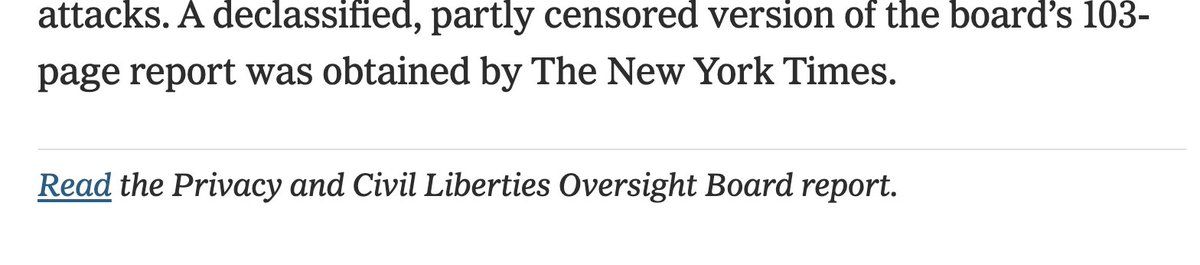 attacks. A declassified, partly censored version of the board’s 103-
page report was obtained by The New York Times.
Read the Privacy and Civil Liberties Oversight Board report.